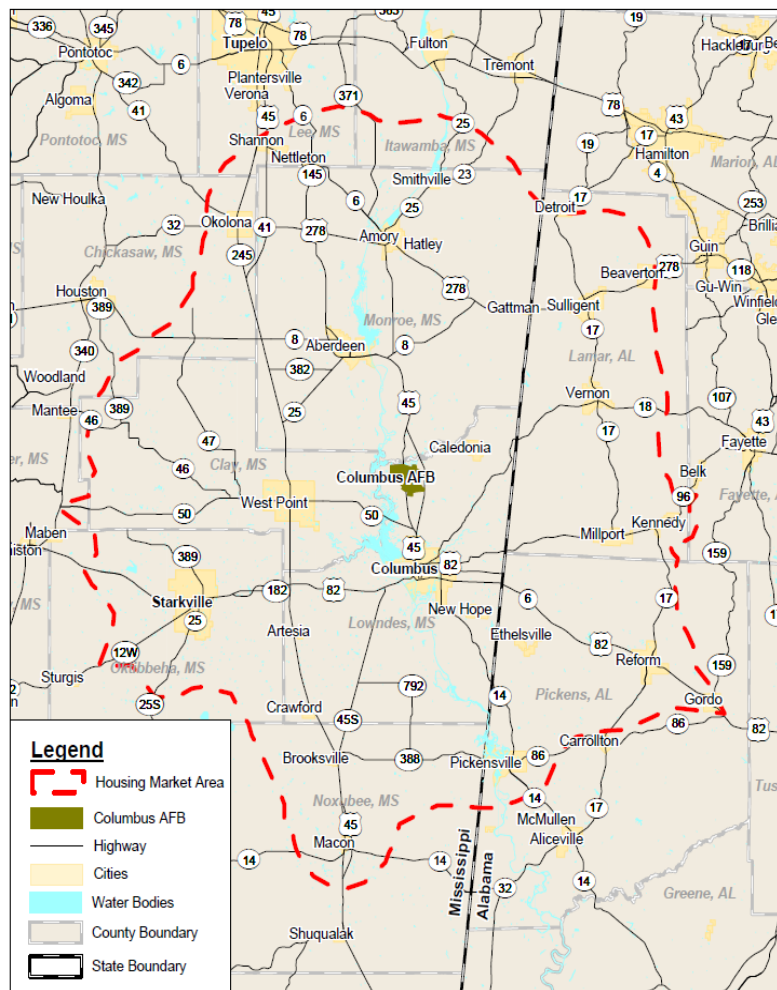 336
345
45
78
Tupelo
78
363
Fulton
19
Hackleburg
Pontotoc
6
Plantersville
Verona
Tremont
342
Algoma
41
371
45
6
Lee, MS
25
78
43
17
Pontotoc, MS
Shannon
Itawamba, MS
19
Hamilton
Nettleton
145
Smithville
23
4
Marion, AL
New Houlka
6
25
Detroit
17
253
32
Okolona
41
278
Amory
Hatley
Guin
Chickasaw, MS
245
Beaverton
278
118
Gu-Win
Houston
389
278
Gattman
Sulligent
Winfield
Monroe, MS
17
340
8
Aberdeen
8
Lamar, AL
Woodland
382
Mantee
46
389
25
45
Vernon
18
107
43
47
Caledonia
17
Fayette
46
Clay, MS
Columbus AFB
Belk
West Point
96
50
50
Millport
Kennedy
Maben
45
389
82
159
Columbus
Starkville
182
82
New Hope
6
17
25
Artesia
Lowndes, MS
Ethelsville
82
12W
Oktibbeha, MS
Reform
159
Sturgis
792
14
Pickens, AL
Gordo
25S
Crawford
45S
86
82
Brooksville
388
Pickensville
86
Carrollton
Noxubee, MS
14
17
45
McMullen
Aliceville
14
Macon
14
Mississippi
Alabama
32
14
Greene, AL
Shuqualak
Legend
Housing Market Area
Columbus AFB
Highway
Cities
Water Bodies
County Boundary
State Boundary